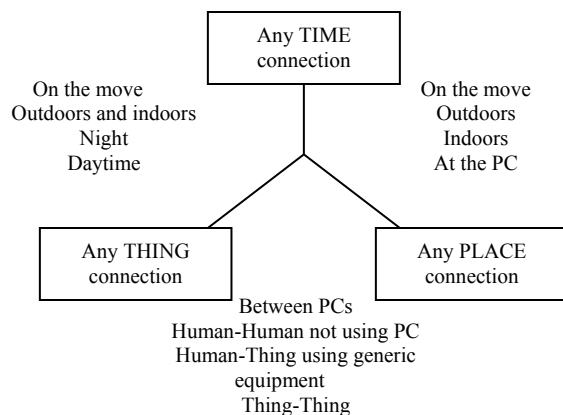 Any TIME
connection
On the move
Outdoors and indoors
Night
Daytime
On the move
Outdoors
Indoors
At the PC
Any THING
connection
Any PLACE
connection
Between PCs
Human-Human not using PC
Human-Thing using generic
equipment
Thing-Thing